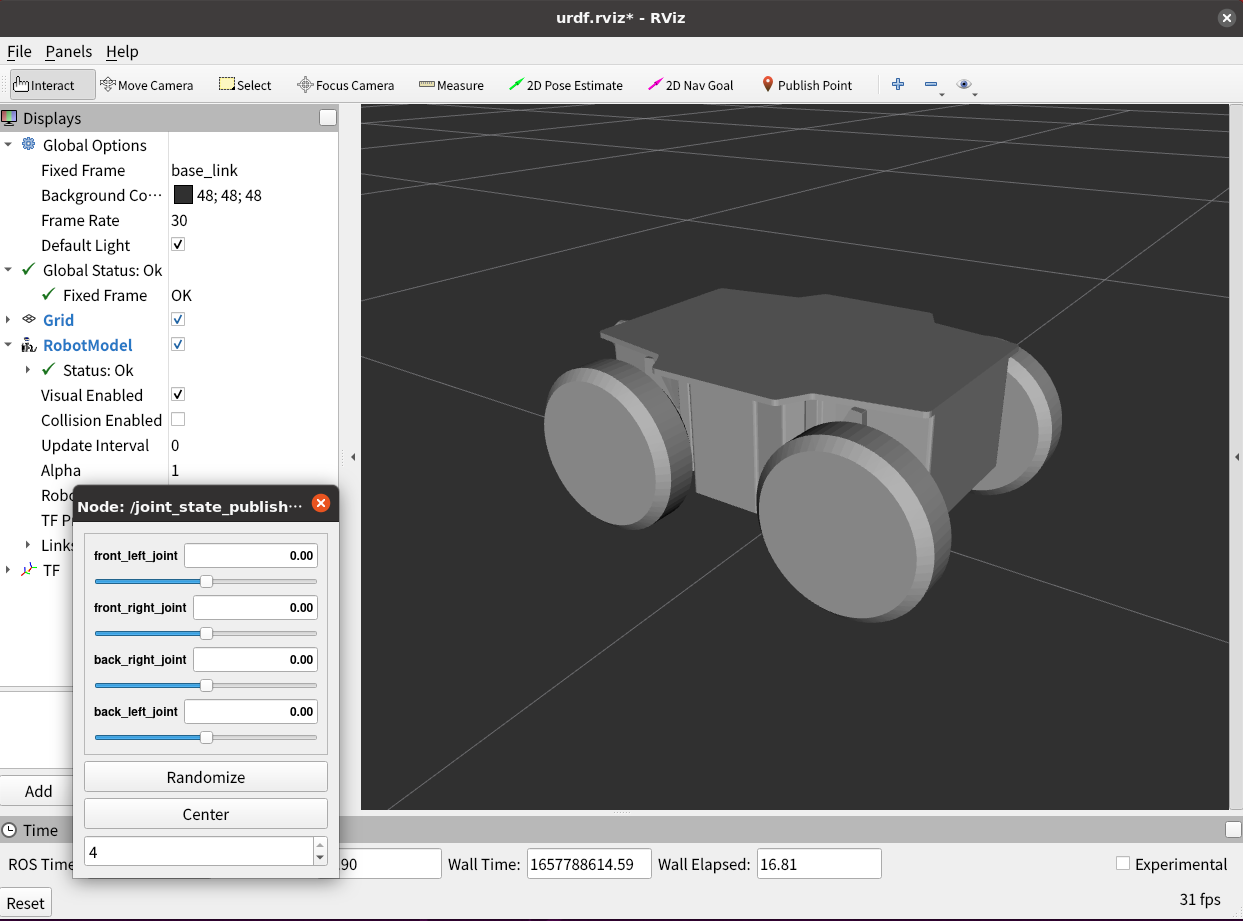 urdf.rviz* - RViz
File Panels Help
Interact Move Camera Select Focus Camera Measure 2D Pose Estimate 2D Nav Goal Publish Point
Displays
Global Options
Fixed Frame base_link
Background Co··· 48; 48; 48
Frame Rate 30
Default Light
Global Status: Ok
Fixed Frame OK
Grid
RobotModel
Status: Ok
Visual Enabled
Collision Enabled
Update Interval 0
Alpha 1
Robo
TF P
Links
TF
Node: /joint_state_publish···
front_left_joint 0.00
front_right_joint 0.00
back_right_joint 0.00
back_left_joint 0.00
Randomize
Center
4
Add
Time
ROS Time 90 Wall Time: 1657788614.59 Wall Elapsed: 16.81 Experimental
Reset 31 fps